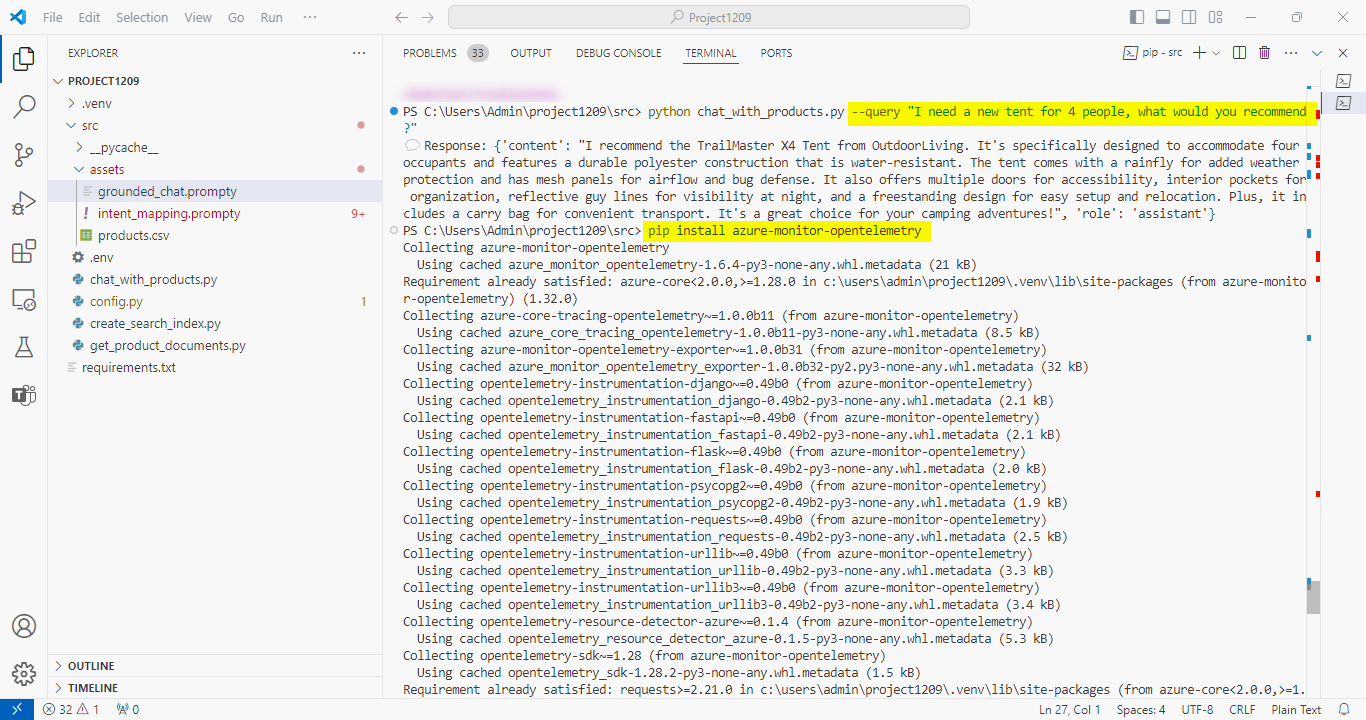 File Edit Selection View Go Run ··· Project1209
EXPLORER ···
PROJECT1209
.venv
src
__pycache__
assets
grounded_chat.prompty
! intent_mapping.prompty 9+
products.csv
.env
chat_with_products.py
config.py 1
create_search_index.py
get_product_documents.py
requirements.txt
OUTLINE
TIMELINE
PROBLEMS 33 OUTPUT DEBUG CONSOLE TERMINAL PORTS pip - src
PS C:\Users\Admin\project1209\src> python chat_with_products.py --query "I need a new tent for 4 people, what would you recommend
?"
Response: {'content': "I recommend the TrailMaster X4 Tent from OutdoorLiving. It's specifically designed to accommodate four
occupants and features a durable polyester construction that is water-resistant. The tent comes with a rainfly for added weather
protection and has mesh panels for airflow and bug defense. It also offers multiple doors for accessibility, interior pockets for
organization, reflective guy lines for visibility at night, and a freestanding design for easy setup and relocation. Plus, it in
cludes a carry bag for convenient transport. It's a great choice for your camping adventures!", 'role': 'assistant'}
PS C:\Users\Admin\project1209\src> pip install azure-monitor-opentelemetry
Collecting azure-monitor-opentelemetry
Using cached azure_monitor_opentelemetry-1.6.4-py3-none-any.whl.metadata (21 kB)
Requirement already satisfied: azure-core<2.0.0,>=1.28.0 in c:\users\admin\project1209\.venv\lib\site-packages (from azure-monito
r-opentelemetry) (1.32.0)
Collecting azure-core-tracing-opentelemetry~=1.0.0b11 (from azure-monitor-opentelemetry)
Using cached azure_core_tracing_opentelemetry-1.0.0b11-py3-none-any.whl.metadata (8.5 kB)
Collecting azure-monitor-opentelemetry-exporter~=1.0.0b31 (from azure-monitor-opentelemetry)
Using cached azure_monitor_opentelemetry_exporter-1.0.0b32-py2.py3-none-any.whl.metadata (32 kB)
Collecting opentelemetry-instrumentation-django~=0.49b0 (from azure-monitor-opentelemetry)
Using cached opentelemetry_instrumentation_django-0.49b2-py3-none-any.whl.metadata (2.1 kB)
Collecting opentelemetry-instrumentation-fastapi~=0.49b0 (from azure-monitor-opentelemetry)
Using cached opentelemetry_instrumentation_fastapi-0.49b2-py3-none-any.whl.metadata (2.1 kB)
Collecting opentelemetry-instrumentation-flask~=0.49b0 (from azure-monitor-opentelemetry)
Using cached opentelemetry_instrumentation_flask-0.49b2-py3-none-any.whl.metadata (2.0 kB)
Collecting opentelemetry-instrumentation-psycopg2~=0.49b0 (from azure-monitor-opentelemetry)
Using cached opentelemetry_instrumentation_psycopg2-0.49b2-py3-none-any.whl.metadata (1.9 kB)
Collecting opentelemetry-instrumentation-requests~=0.49b0 (from azure-monitor-opentelemetry)
Using cached opentelemetry_instrumentation_requests-0.49b2-py3-none-any.whl.metadata (2.5 kB)
Collecting opentelemetry-instrumentation-urllib~=0.49b0 (from azure-monitor-opentelemetry)
Using cached opentelemetry_instrumentation_urllib-0.49b2-py3-none-any.whl.metadata (3.3 kB)
Collecting opentelemetry-instrumentation-urllib3~=0.49b0 (from azure-monitor-opentelemetry)
Using cached opentelemetry_instrumentation_urllib3-0.49b2-py3-none-any.whl.metadata (3.4 kB)
Collecting opentelemetry-resource-detector-azure~=0.1.4 (from azure-monitor-opentelemetry)
Using cached opentelemetry_resource_detector_azure-0.1.5-py3-none-any.whl.metadata (5.3 kB)
Collecting opentelemetry-sdk~=1.28 (from azure-monitor-opentelemetry)
Using cached opentelemetry_sdk-1.28.2-py3-none-any.whl.metadata (1.5 kB)
Requirement already satisfied: requests>=2.21.0 in c:\users\admin\project1209\.venv\lib\site-packages (from azure-core<2.0.0,>=1.
32 1 0 Ln 27, Col 1 Spaces: 4 UTF-8 CRLF Plain Text